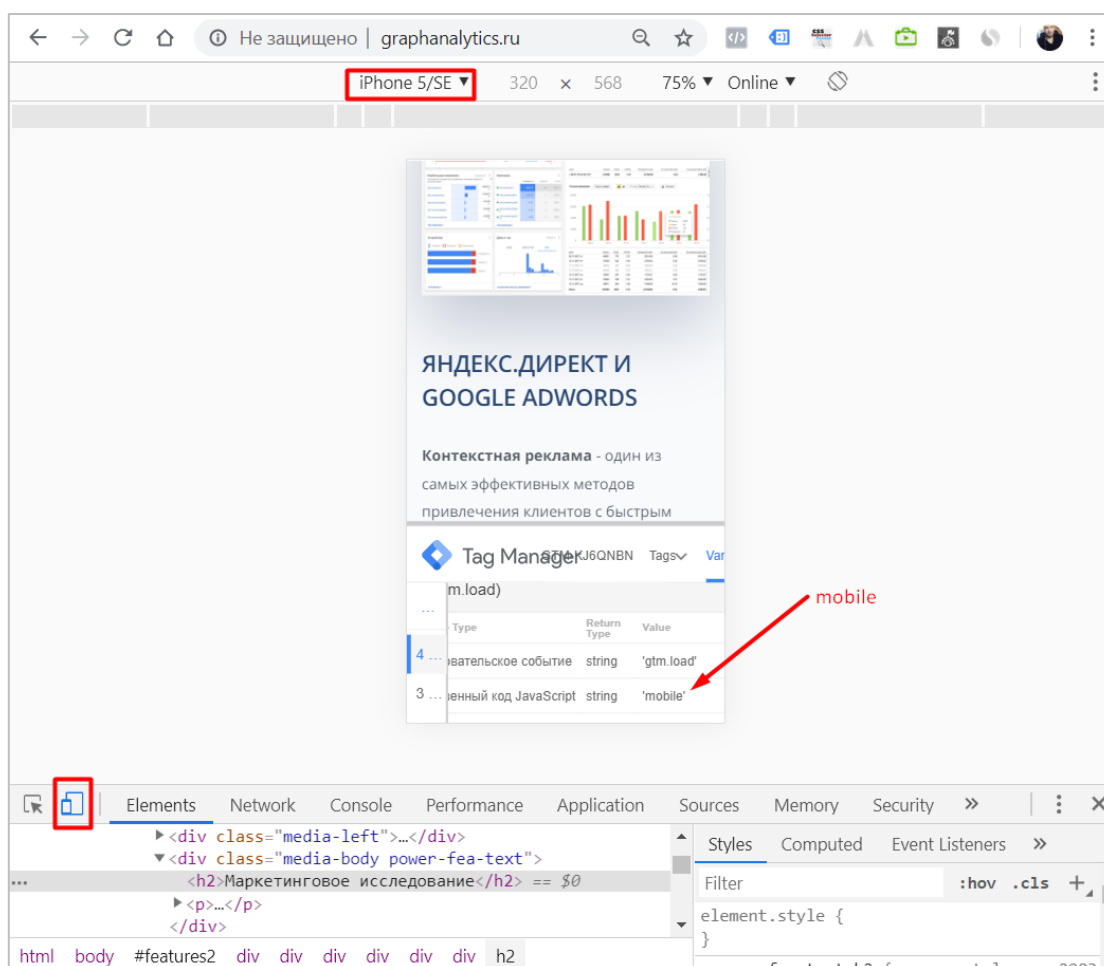 Не защищено | graphanalytics.ru
iPhone 5/SE ▼ 320 × 568 75% ▼ Online ▼
ЯНДЕКС.ДИРЕКТ И
GOOGLE ADWORDS
Контекстная реклама - один из
самых эффективных методов
привлечения клиентов с быстрым
Tag Manager GTM-KJ6QNBN Tags Var
m.load)
... Type Return Type Value
4 ... овательское событие string 'gtm.load'
3 ... венный код JavaScript string 'mobile'
mobile
Elements Network Console Performance Application Sources Memory Security »
▶<div class="media-left">…</div>
▼<div class="media-body power-fea-text">
... <h2>Маркетинговое исследование</h2> == $0
▶<p>…</p>
</div>
html body #features2 div div div div div div h2
Styles Computed Event Listeners »
Filter :hov .cls +
element.style {
}